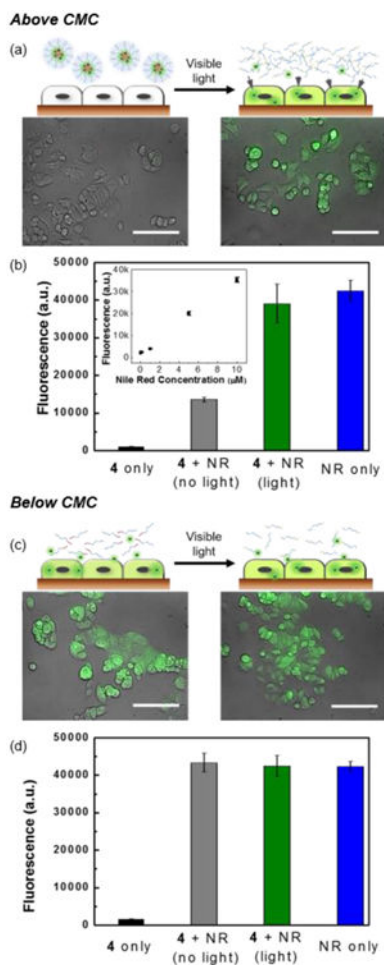 Above CMC
(a)
Visible
light
(b)
50000
40000
30000
20000
10000
0
Fluorescence (a.u.)
40k
30k
20k
10k
0
Fluorescence (a.u.)
0 2 4 6 8 10
Nile Red Concentration (μM)
4 only
4 + NR
(no light)
4 + NR
(light)
NR only
Below CMC
(c)
Visible
light
(d)
50000
40000
30000
20000
10000
0
Fluorescence (a.u.)
4 only
4 + NR
(no light)
4 + NR
(light)
NR only